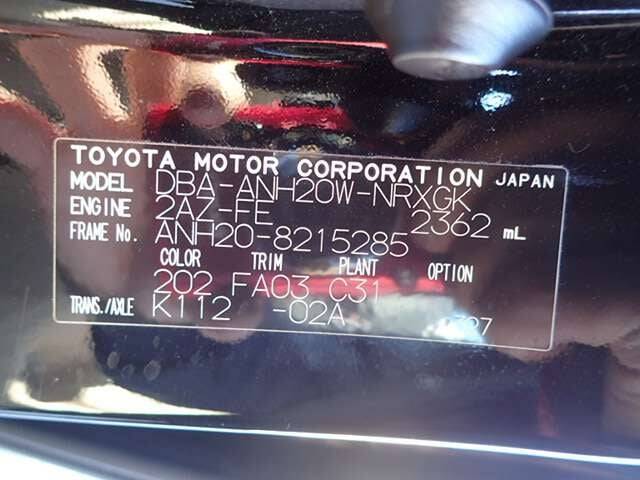 TOYOTA MOTOR CORPORATION JAPAN
MODEL DBA-ANH20W-NRXGK
ENGINE 2AZ-FE 2362 mL
FRAME No. ANH20-8215285
COLOR TRIM PLANT OPTION
202 FA03 C31
TRANS./AXLE K112 -02A